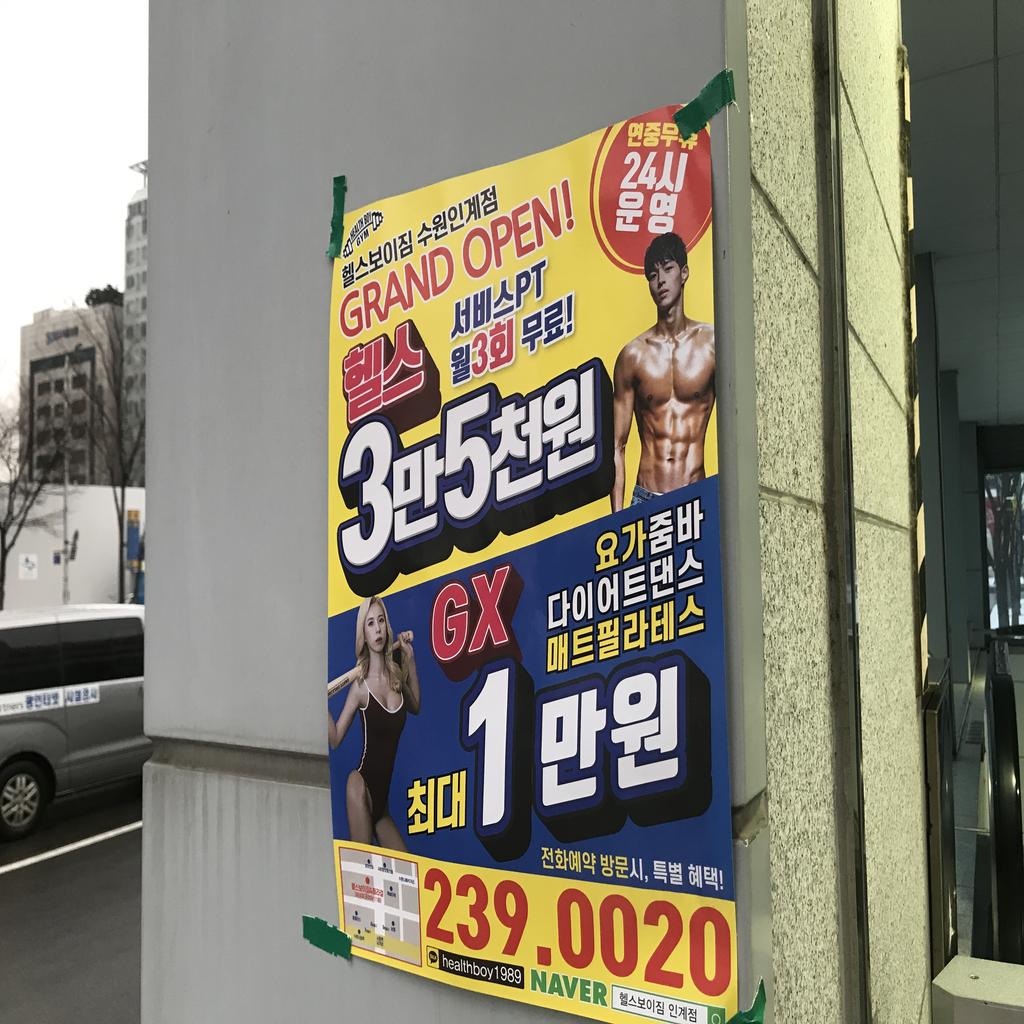 연중무휴
24시
운영
HEALTH BOY
GYM
헬스보이짐 수원인계점
GRAND OPEN!
헬스
서비스PT
월3회 무료!
3만5천원
요가줌바
GX
다이어트댄스
매트필라테스
최대 1만원
전화예약 방문시, 특별 혜택!
239.0020
healthboy1989
NAVER
헬스보이짐 인계점